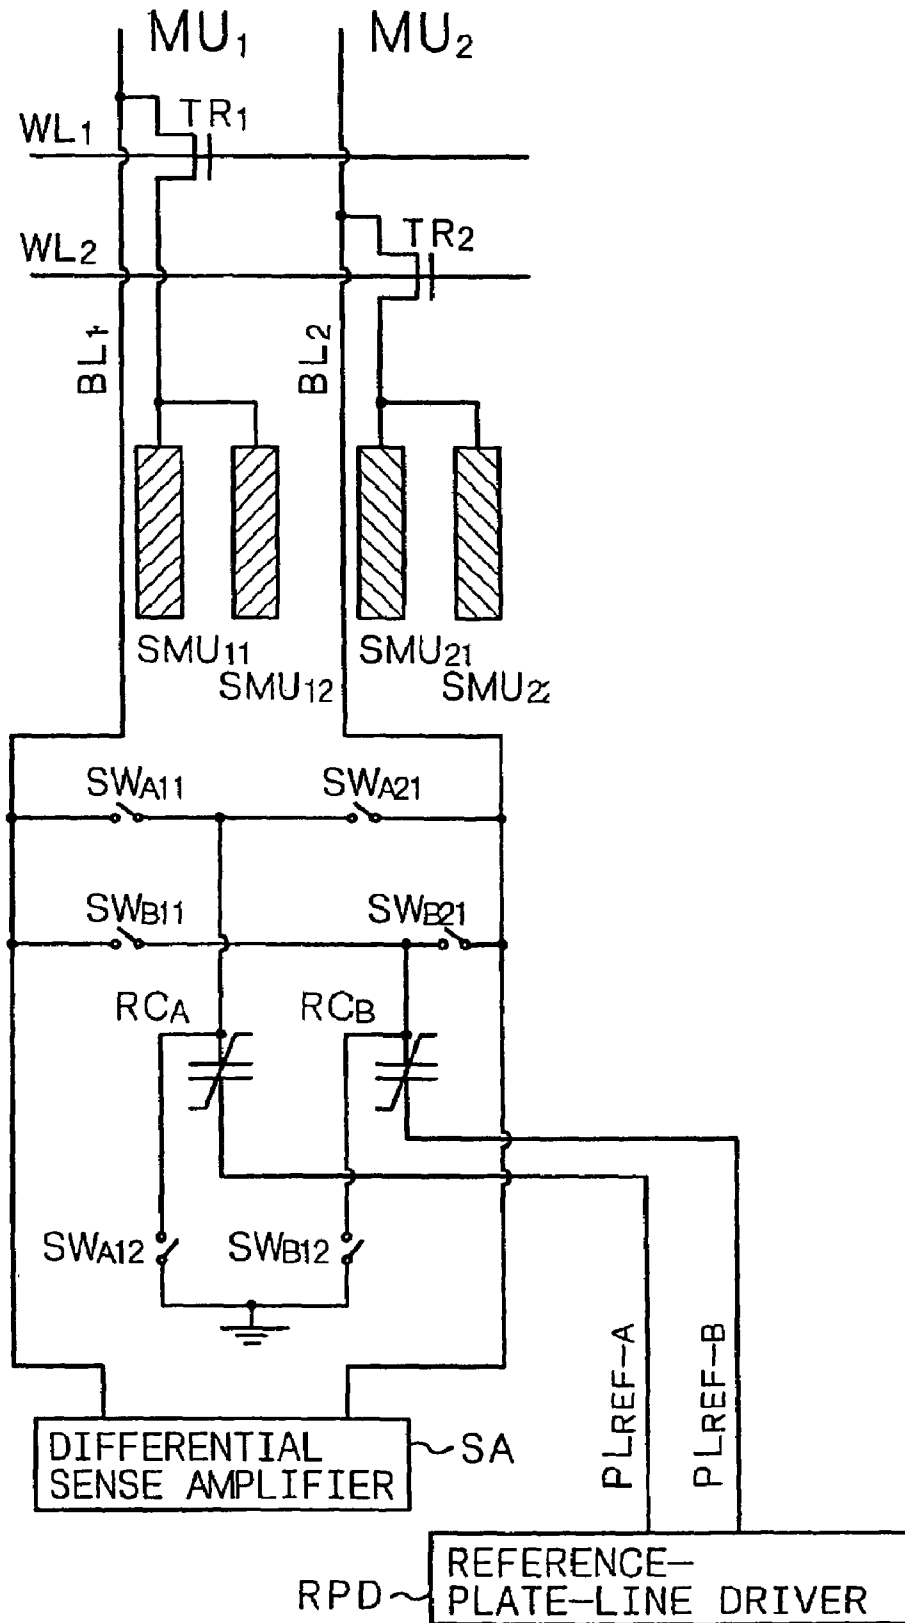 MU1 MU2
TR1
WL1
TR2
WL2
BL1
BL2
SMU11
SMU21
SMU12
SMU22
SWA11
SWA21
SWB11
SWB21
RCA
RCB
SWA12
SWB12
PLREF-A
PLREF-B
DIFFERENTIAL
SENSE AMPLIFIER
SA
RPD
REFERENCE-
PLATE-LINE DRIVER